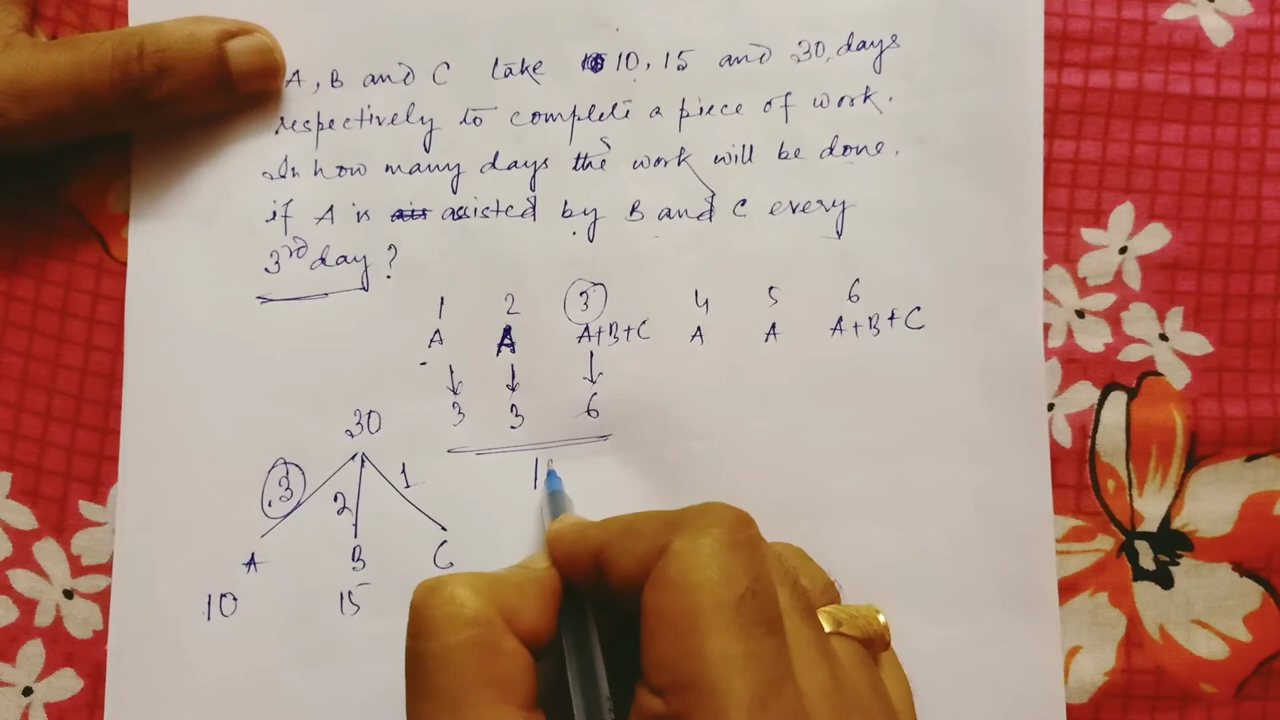 A, B and C take 10, 15 and 30, days
respectively to complete a piece of work.
In how many days the work will be done,
if A is assisted by B and C every
3rd day?
1 2 3 4 5 6
A A A+B+C A A A+B+C
3 3 6
30
1
3 2 1
A B C
10 15